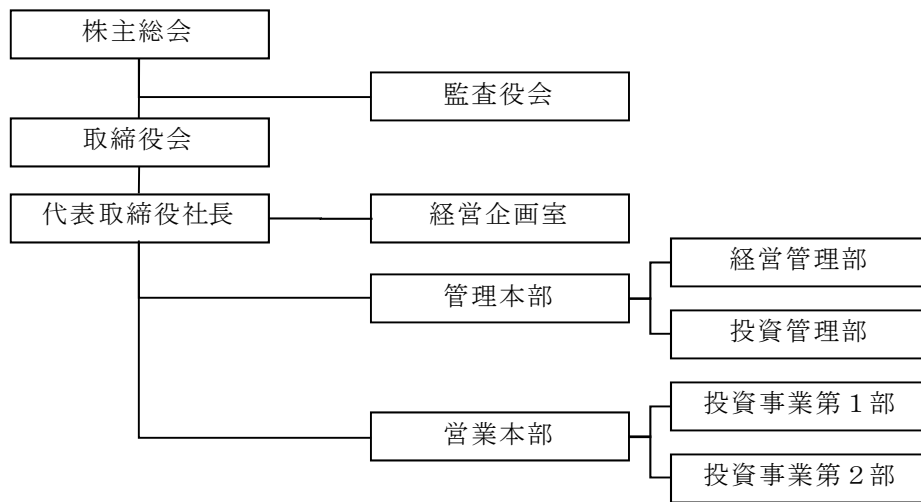 株主総会
監査役会
取締役会
代表取締役社長
経営企画室
経営管理部
管理本部
投資管理部
投資事業第１部
営業本部
投資事業第２部